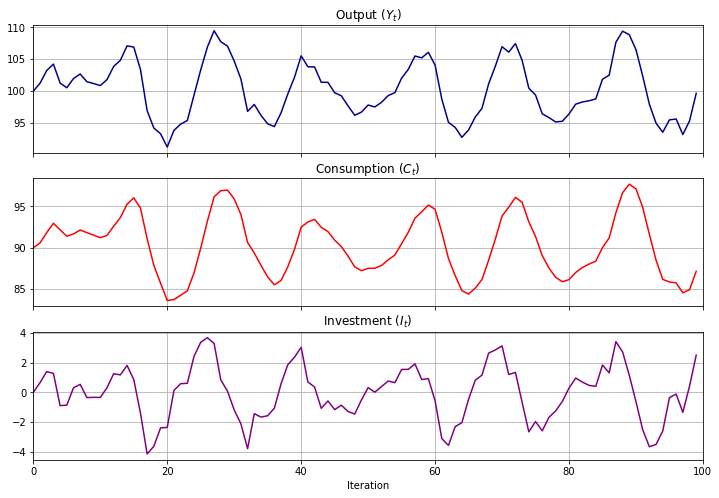 Output (Y_t)
110
105
100
95
Consumption (C_t)
95
90
85
Investment (I_t)
4
2
0
−2
−4
0 20 40 60 80 100
Iteration